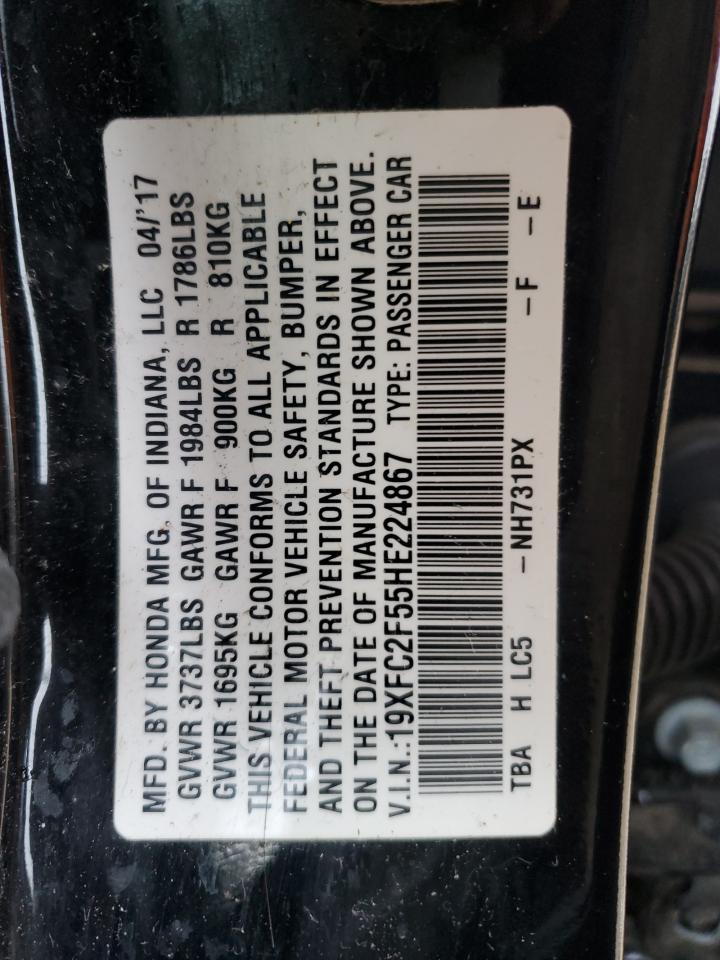 MFD. BY HONDA MFG. OF INDIANA, LLC 04/'17
GVWR 3737LBS GAWR F 1984LBS R 1786LBS
GVWR 1695KG GAWR F 900KG R 810KG
THIS VEHICLE CONFORMS TO ALL APPLICABLE
FEDERAL MOTOR VEHICLE SAFETY, BUMPER,
AND THEFT PREVENTION STANDARDS IN EFFECT
ON THE DATE OF MANUFACTURE SHOWN ABOVE.
V.I.N.:19XFC2F55HE224867 TYPE: PASSENGER CAR
TBA H LC5 -NH731PX -F -E